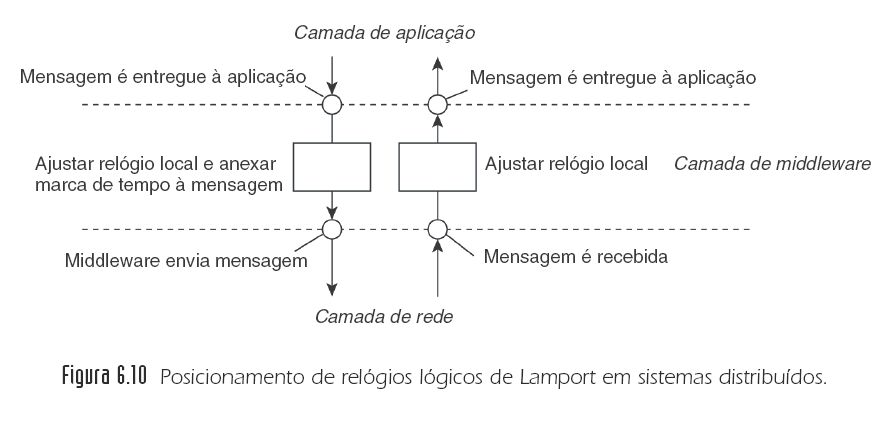 Camada de aplicação
Mensagem é entregue à aplicação
Mensagem é entregue à aplicação
Ajustar relógio local e anexar
marca de tempo à mensagem
Ajustar relógio local
Camada de middleware
Middleware envia mensagem
Mensagem é recebida
Camada de rede
Figura 6.10 Posicionamento de relógios lógicos de Lamport em sistemas distribuídos.